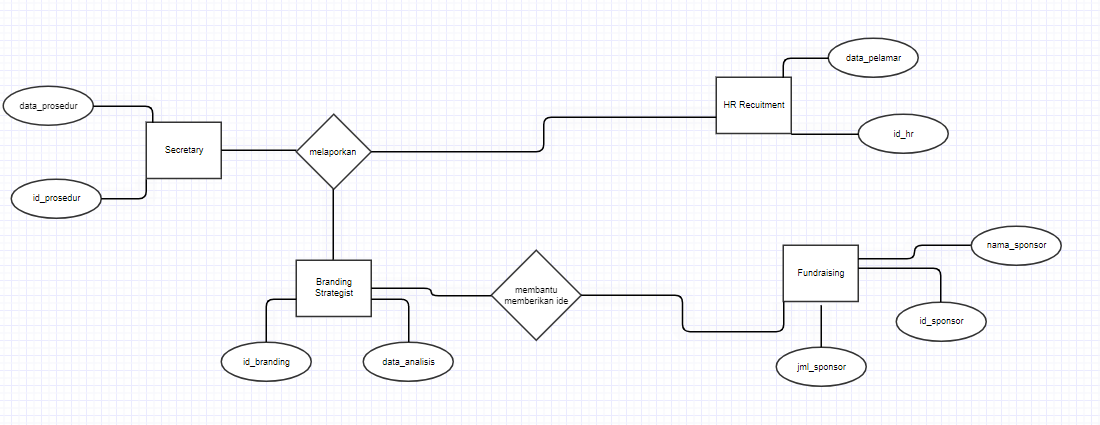 data_pelamar
HR Recuitment
id_hr
data_prosedur
Secretary
melaporkan
id_prosedur
Branding
Strategist
id_branding
data_analisis
membantu
memberikan ide
Fundraising
nama_sponsor
id_sponsor
jml_sponsor